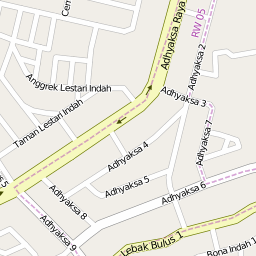 Cem
Adhyaksa Raya
RW 05
Adhyaksa 2
Anggrek Lestari Indah
Adhyaksa 3
Taman Lestari Indah
Adhyaksa 7
Adhyaksa 4
Adhyaksa 5
Adhyaksa 6
Adhyaksa 8
Adhyaksa 9
Lebak Bulus 1
Bona Indah 1